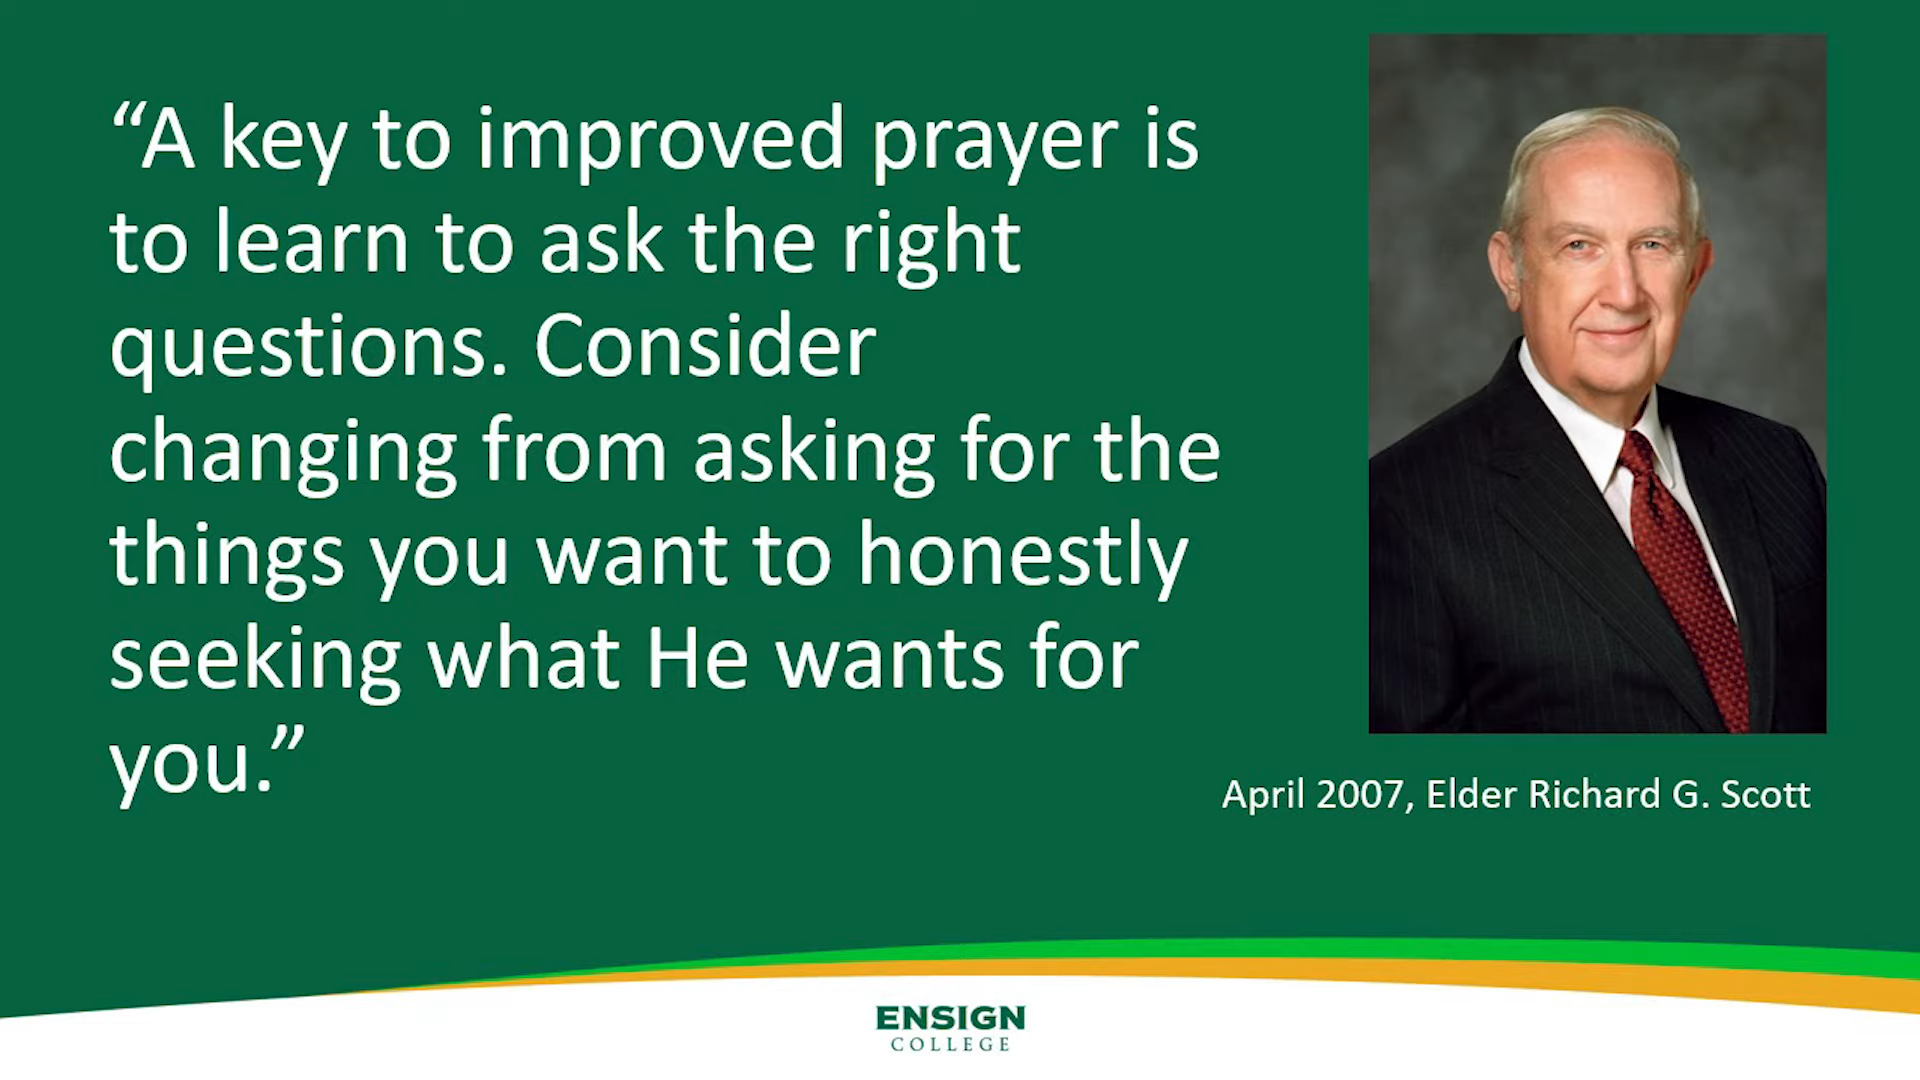 “A key to improved prayer is
to learn to ask the right
questions. Consider
changing from asking for the
things you want to honestly
seeking what He wants for
you.”
April 2007, Elder Richard G. Scott
ENSIGN
COLLEGE